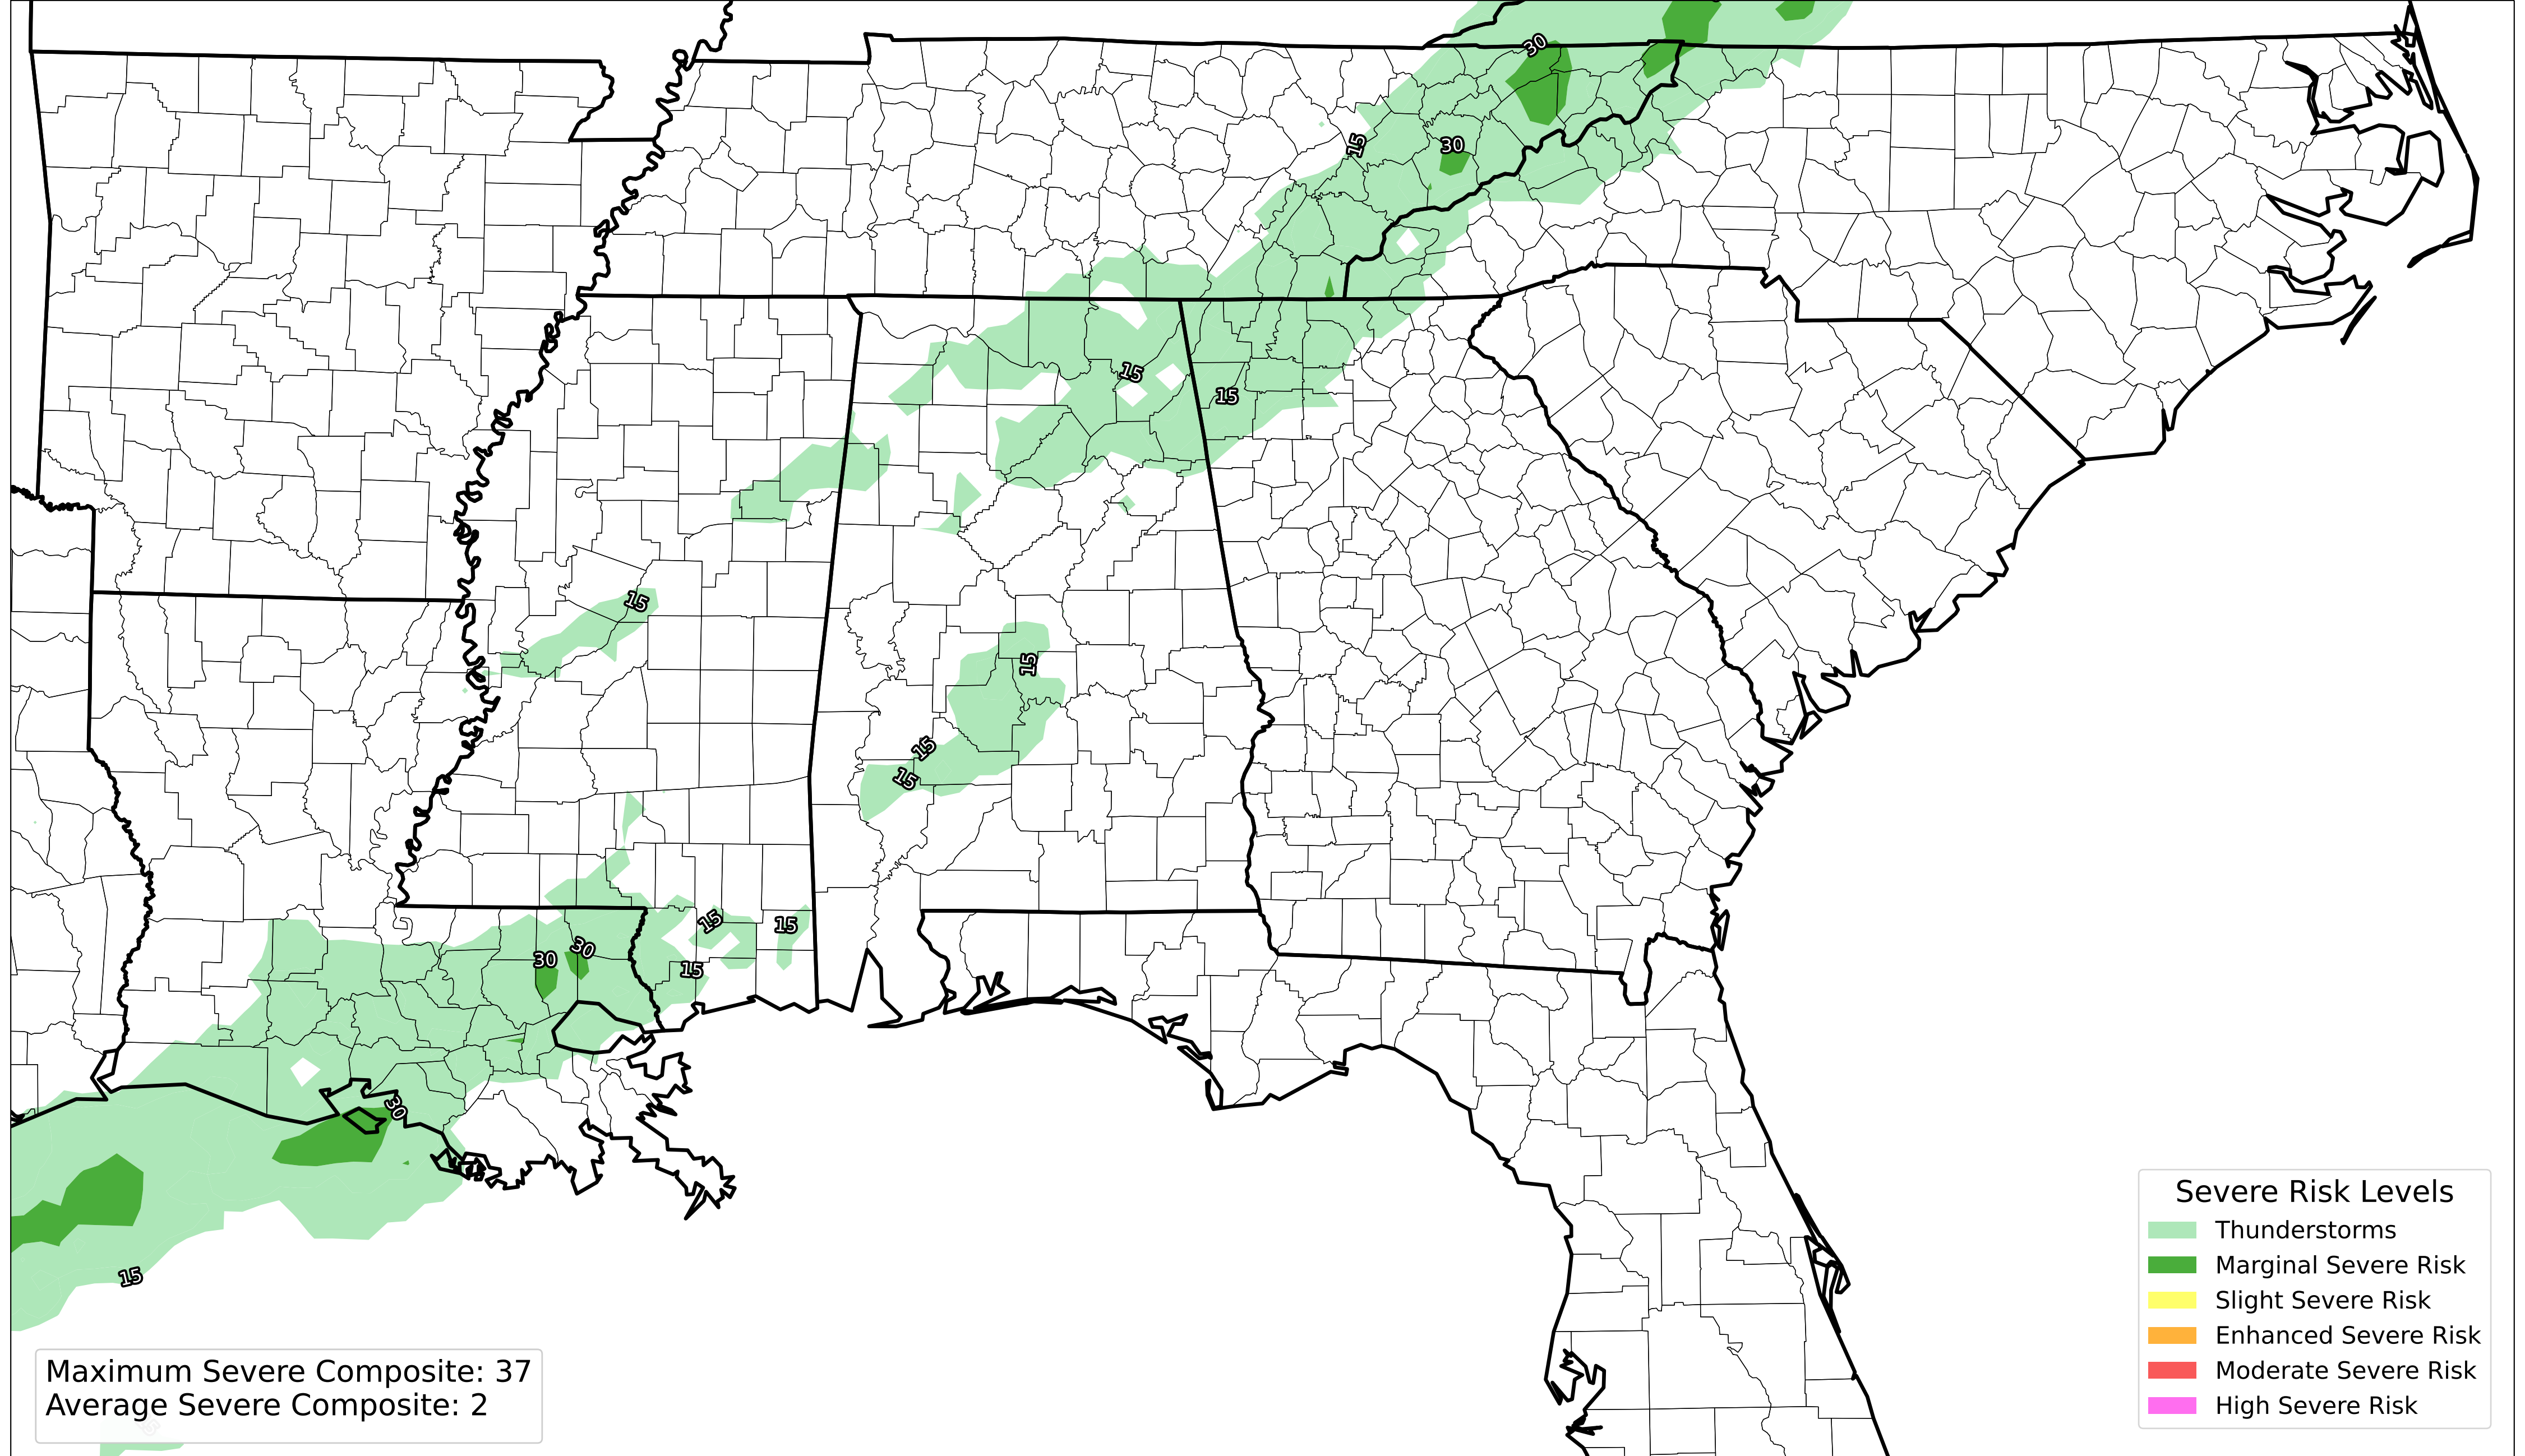 30
15
30
15
15
15
15
15
15
15
15
15
30
30
30
15
Severe Risk Levels
Thunderstorms
Marginal Severe Risk
Slight Severe Risk
Enhanced Severe Risk
Moderate Severe Risk
High Severe Risk
Maximum Severe Composite: 37
Average Severe Composite: 2